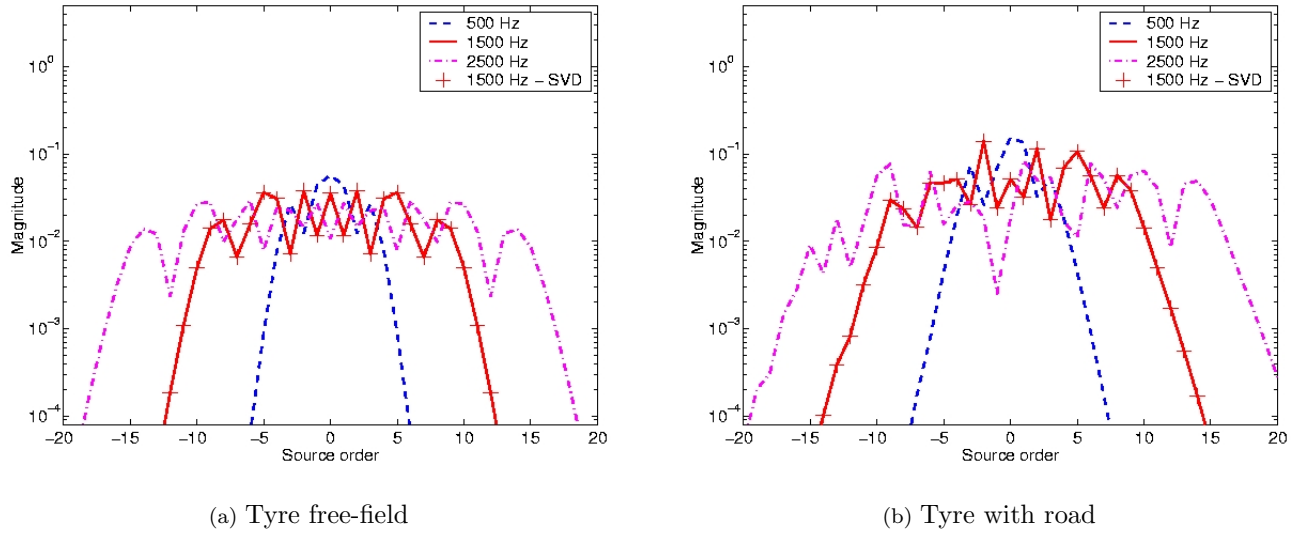 500 Hz
1500 Hz
2500 Hz
1500 Hz – SVD
10^0
10^-1
10^-2
10^-3
10^-4
Magnitude
−20 −15 −10 −5 0 5 10 15 20
Source order
(a) Tyre free-field
500 Hz
1500 Hz
2500 Hz
1500 Hz – SVD
10^0
10^-1
10^-2
10^-3
10^-4
Magnitude
−20 −15 −10 −5 0 5 10 15 20
Source order
(b) Tyre with road